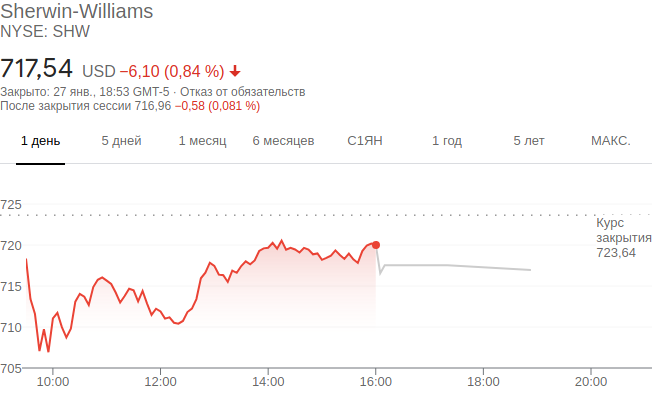 Sherwin-Williams
NYSE: SHW
717,54 USD −6,10 (0,84 %)
Закрыто: 27 янв., 18:53 GMT-5 · Отказ от обязательств
После закрытия сессии 716,96 −0,58 (0,081 %)
1 день 5 дней 1 месяц 6 месяцев С1ЯН 1 год 5 лет МАКС.
725
Курс
закрытия
723,64
720
715
710
705
10:00 12:00 14:00 16:00 18:00 20:00